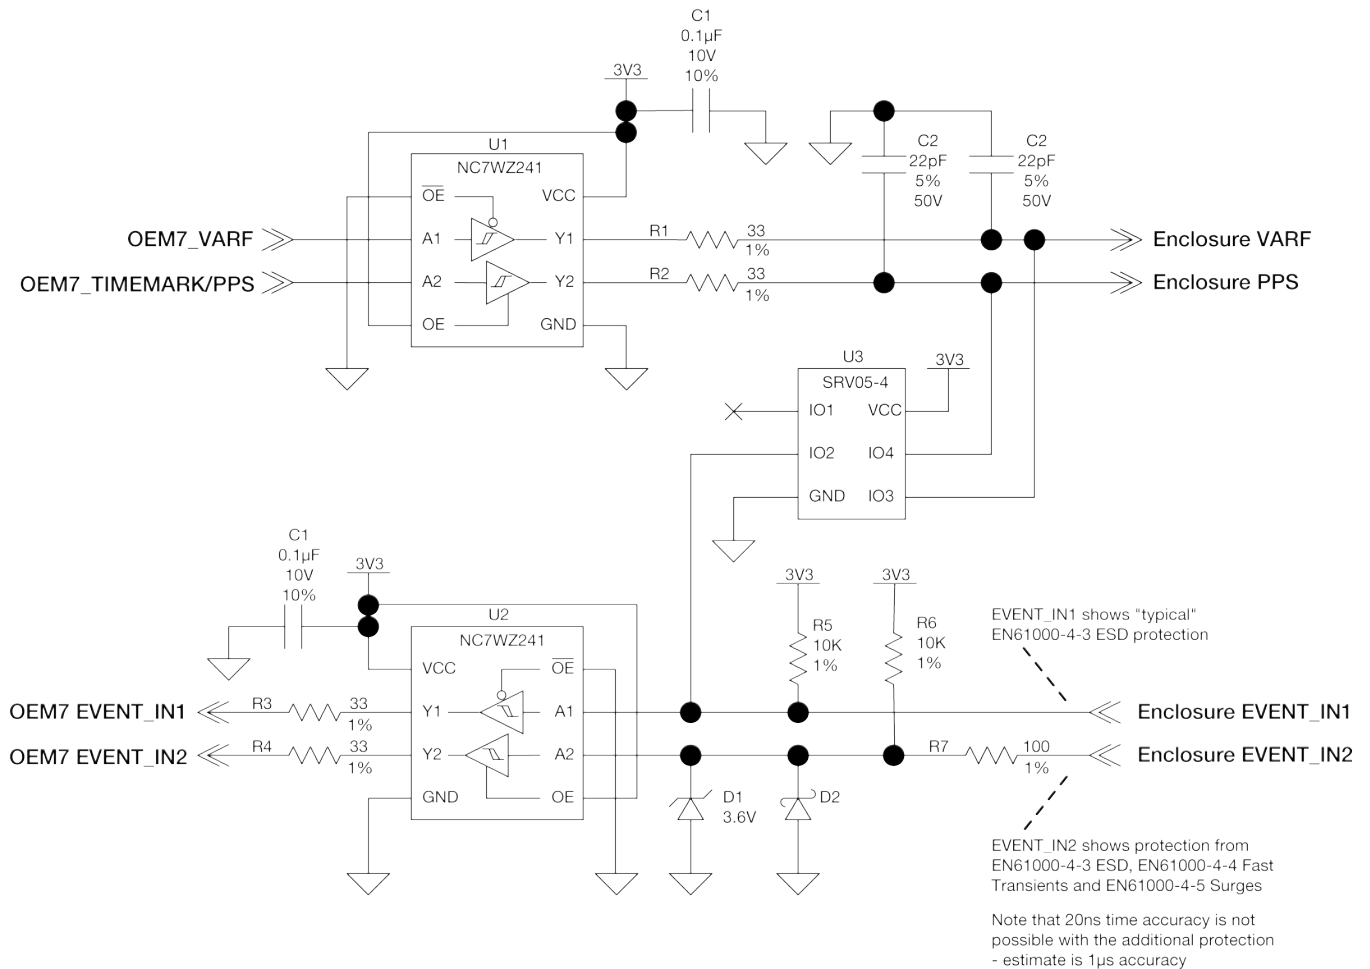 C1
0.1µF
10V
10%
3V3
U1
NC7WZ241
OE VCC
OEM7_VARF A1 Y1 R1 33 1% Enclosure VARF
OEM7_TIMEMARK/PPS A2 Y2 R2 33 1% Enclosure PPS
OE GND
C2
22pF
5%
50V
C2
22pF
5%
50V
U3
3V3
SRV05-4
IO1 VCC
IO2 IO4
GND IO3
C1
0.1µF
10V
10%
3V3
U2
NC7WZ241
VCC OE
OEM7 EVENT_IN1 R3 33 1% Y1 A1 Enclosure EVENT_IN1
OEM7 EVENT_IN2 R4 33 1% Y2 A2 R7 100 1% Enclosure EVENT_IN2
GND OE
3V3
R5
10K
1%
3V3
R6
10K
1%
D1
3.6V
D2
EVENT_IN1 shows "typical"
EN61000-4-3 ESD protection
EVENT_IN2 shows protection from
EN61000-4-3 ESD, EN61000-4-4 Fast
Transients and EN61000-4-5 Surges
Note that 20ns time accuracy is not
possible with the additional protection
- estimate is 1µs accuracy